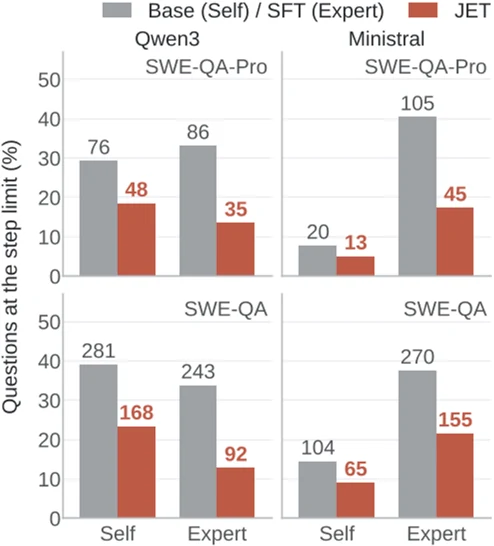 Base (Self) / SFT (Expert) JET
Qwen3 Ministral
Questions at the step limit (%)
SWE-QA-Pro SWE-QA-Pro
50
40
30
20
10
0
76 48 86 35
20 13 105 45
SWE-QA SWE-QA
50
40
30
20
10
0
281 168 243 92
104 65 270 155
Self Expert Self Expert